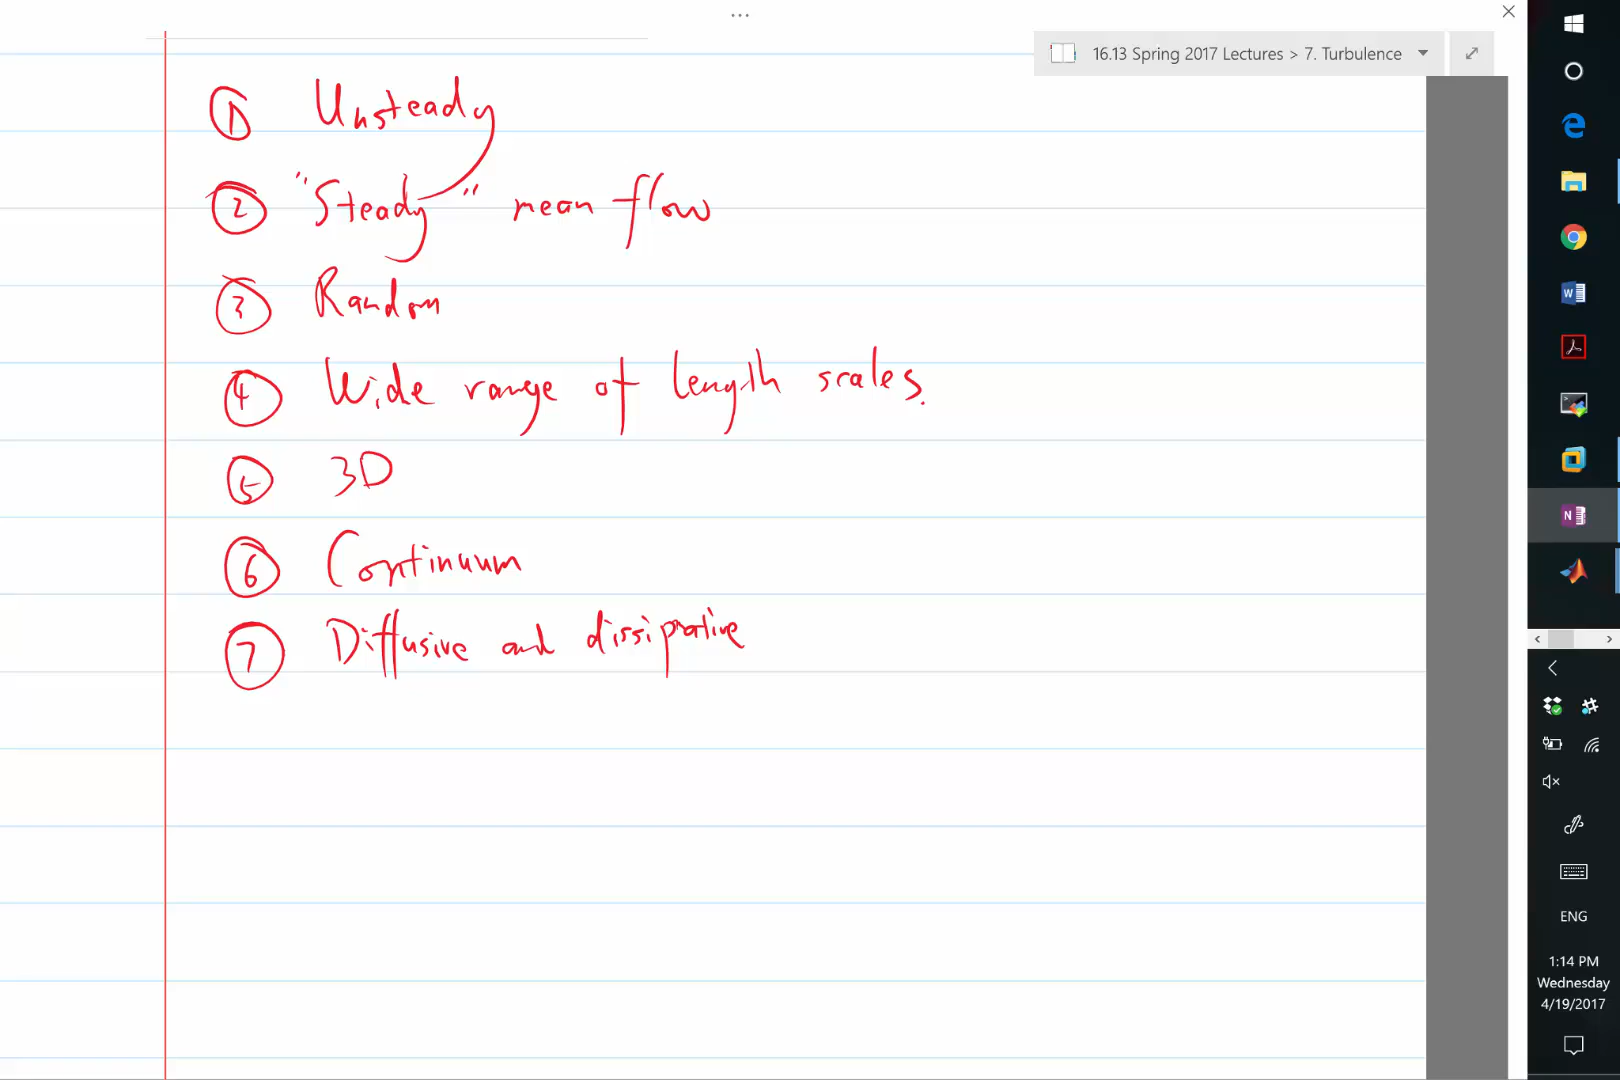 16.13 Spring 2017 Lectures > 7. Turbulence
① Unsteady
② "Steady" mean flow
③ Random
④ Wide range of length scales.
⑤ 3D
⑥ Continuum
⑦ Diffusive and dissipative
ENG
1:14 PM
Wednesday
4/19/2017